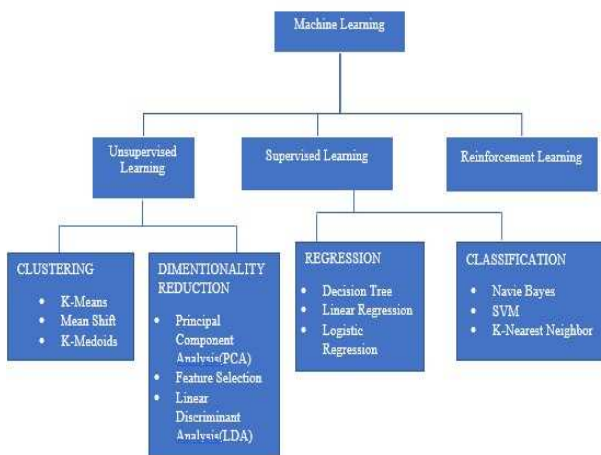 Machine Learning
Unsupervised
Learning
Supervised Learning
Reinforcement Learning
CLUSTERING
• K-Means
• Mean Shift
• K-Medoids
DIMENTIONALITY
REDUCTION
• Principal
Component
Analysis(PCA)
• Feature Selection
• Linear
Discriminant
Analysis(LDA)
REGRESSION
• Decision Tree
• Linear Regression
• Logistic
Regression
CLASSIFICATION
• Navie Bayes
• SVM
• K-Nearest Neighbor